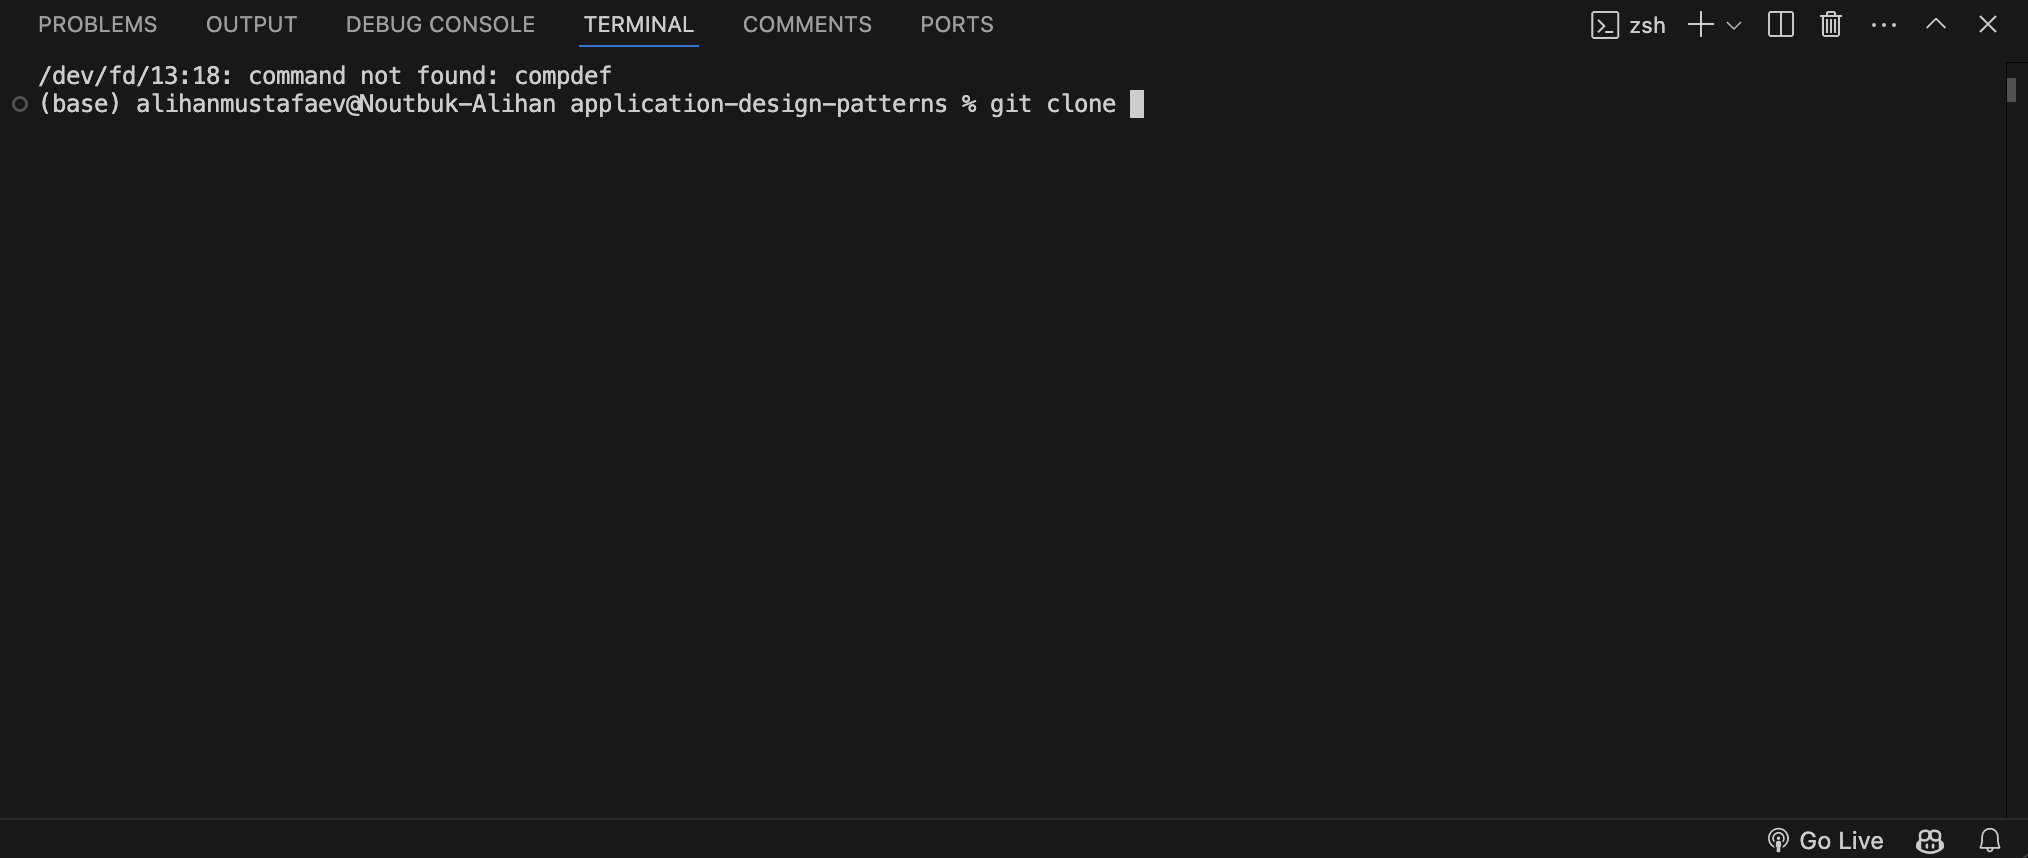 PROBLEMS OUTPUT DEBUG CONSOLE TERMINAL COMMENTS PORTS zsh
/dev/fd/13:18: command not found: compdef
(base) alihanmustafaev@Noutbuk-Alihan application-design-patterns % git clone
Go Live